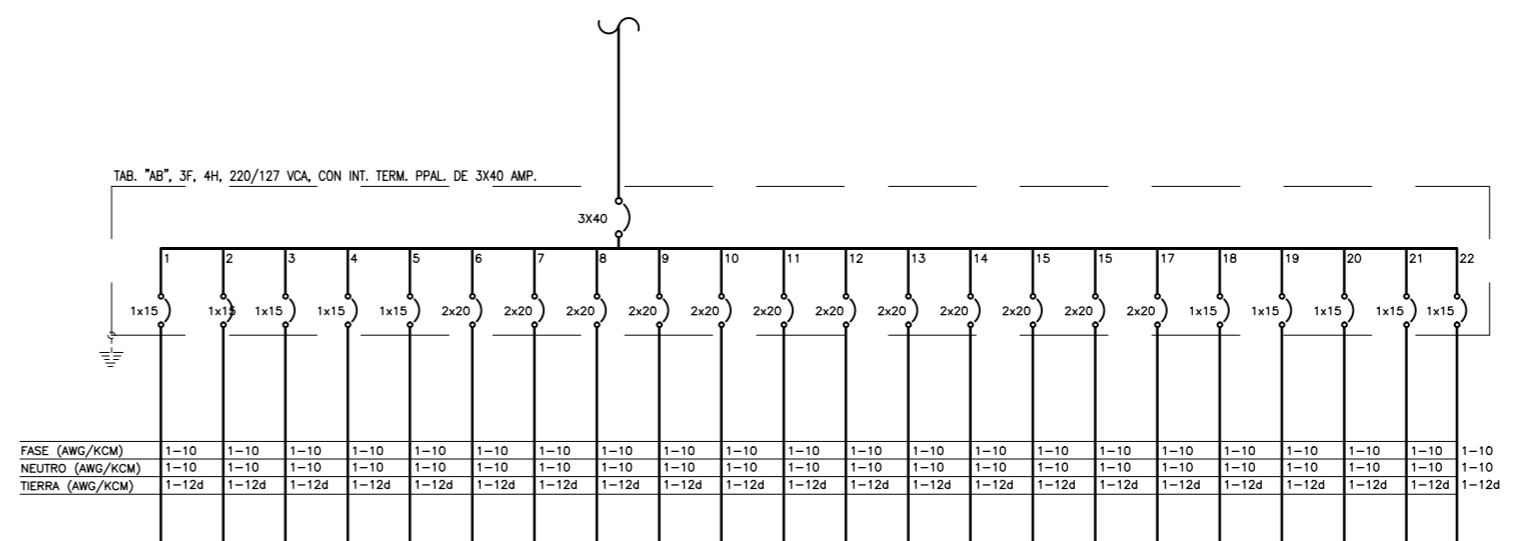 TAB. "AB", 3F, 4H, 220/127 VCA, CON INT. TERM. PPAL. DE 3X40 AMP.
3X40
1 2 3 4 5 6 7 8 9 10 11 12 13 14 15 15 17 18 19 20 21 22
1x15 1x15 1x15 1x15 1x15 2x20 2x20 2x20 2x20 2x20 2x20 2x20 2x20 2x20 2x20 2x20 2x20 1x15 1x15 1x15 1x15 1x15
FASE (AWG/KCM) 1-10 1-10 1-10 1-10 1-10 1-10 1-10 1-10 1-10 1-10 1-10 1-10 1-10 1-10 1-10 1-10 1-10 1-10 1-10 1-10 1-10 1-10
NEUTRO (AWG/KCM) 1-10 1-10 1-10 1-10 1-10 1-10 1-10 1-10 1-10 1-10 1-10 1-10 1-10 1-10 1-10 1-10 1-10 1-10 1-10 1-10 1-10 1-10
TIERRA (AWG/KCM) 1-12d 1-12d 1-12d 1-12d 1-12d 1-12d 1-12d 1-12d 1-12d 1-12d 1-12d 1-12d 1-12d 1-12d 1-12d 1-12d 1-12d 1-12d 1-12d 1-12d 1-12d 1-12d